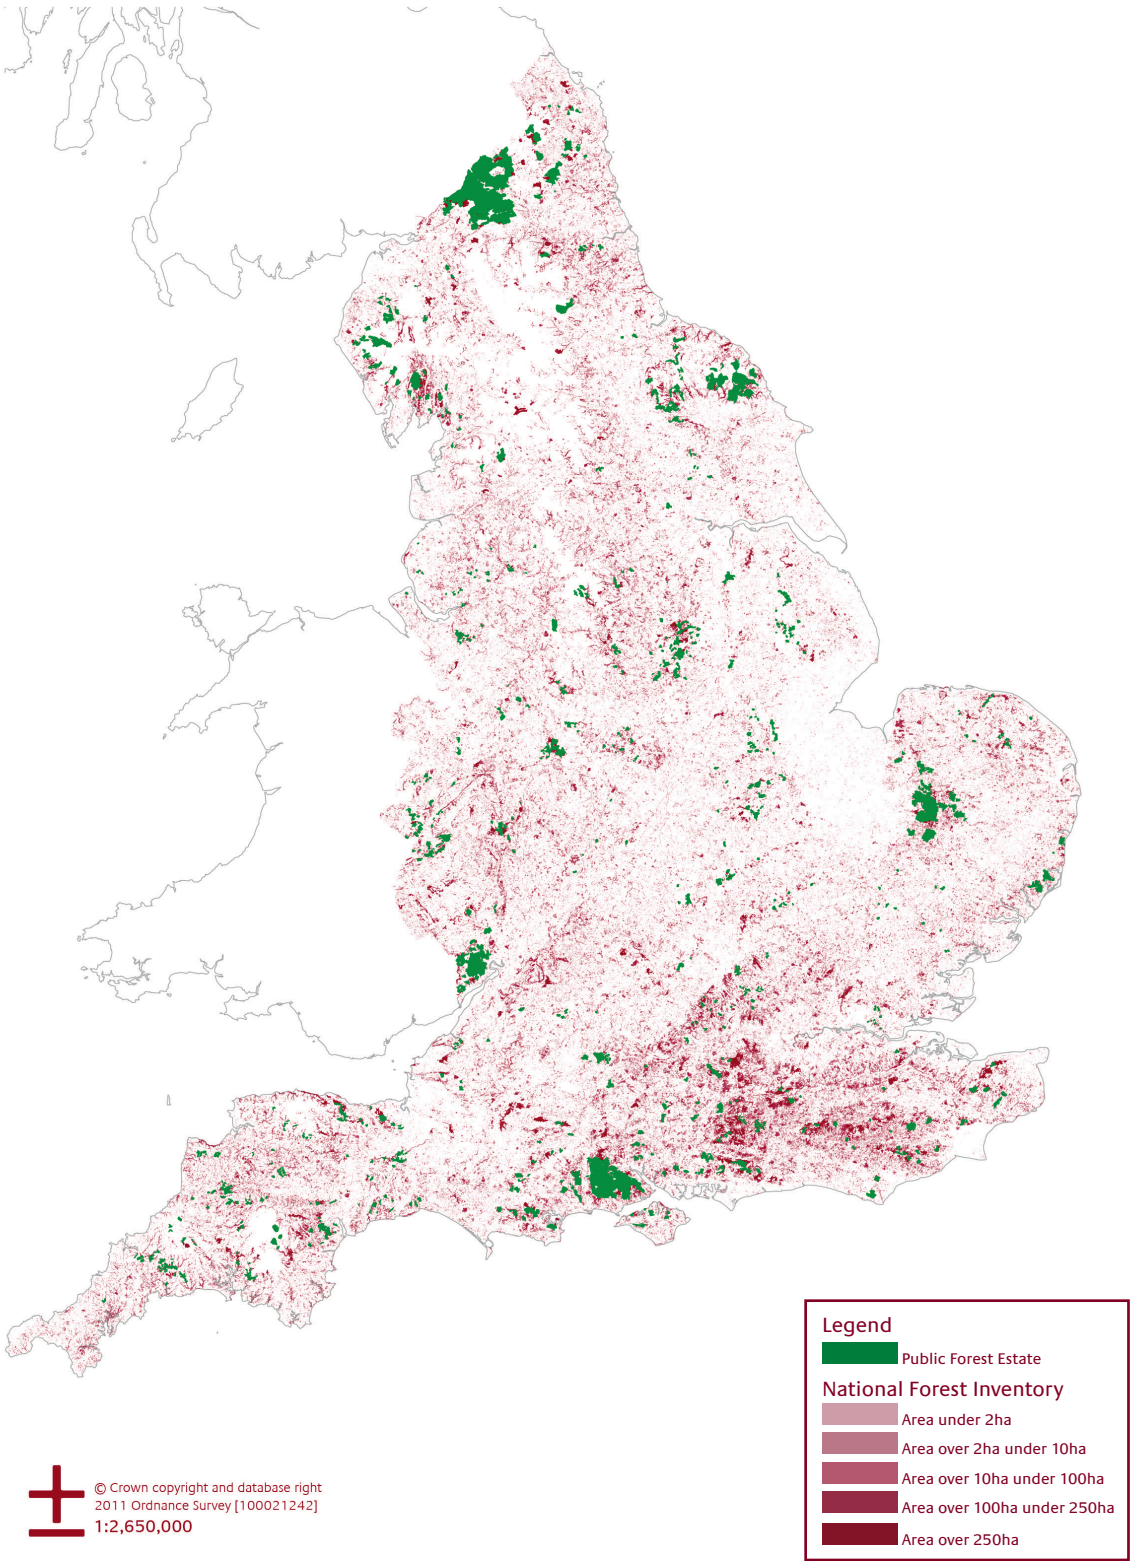 Legend
Public Forest Estate
National Forest Inventory
Area under 2ha
Area over 2ha under 10ha
Area over 10ha under 100ha
Area over 100ha under 250ha
Area over 250ha
© Crown copyright and database right
2011 Ordnance Survey [100021242]
1:2,650,000